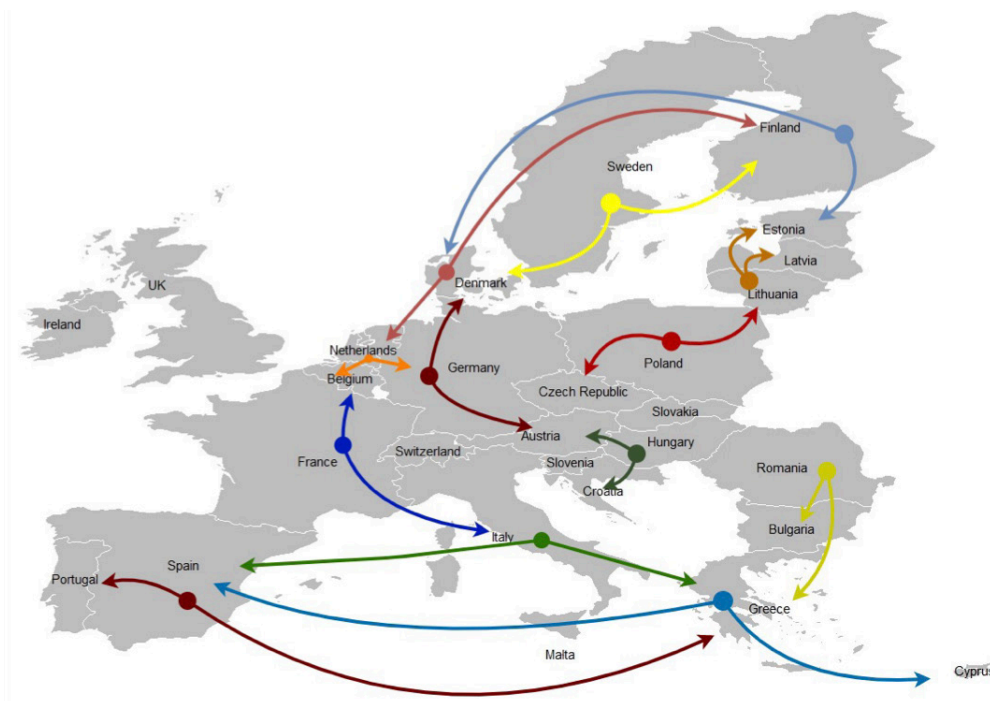 Finland
Sweden
Estonia
Latvia
UK
Denmark
Lithuania
Ireland
Netherlands
Poland
Germany
Belgium
Czech Republic
Slovakia
Austria
Hungary
Switzerland
France
Slovenia
Romania
Croatia
Bulgaria
Italy
Spain
Portugal
Greece
Malta
Cyprus